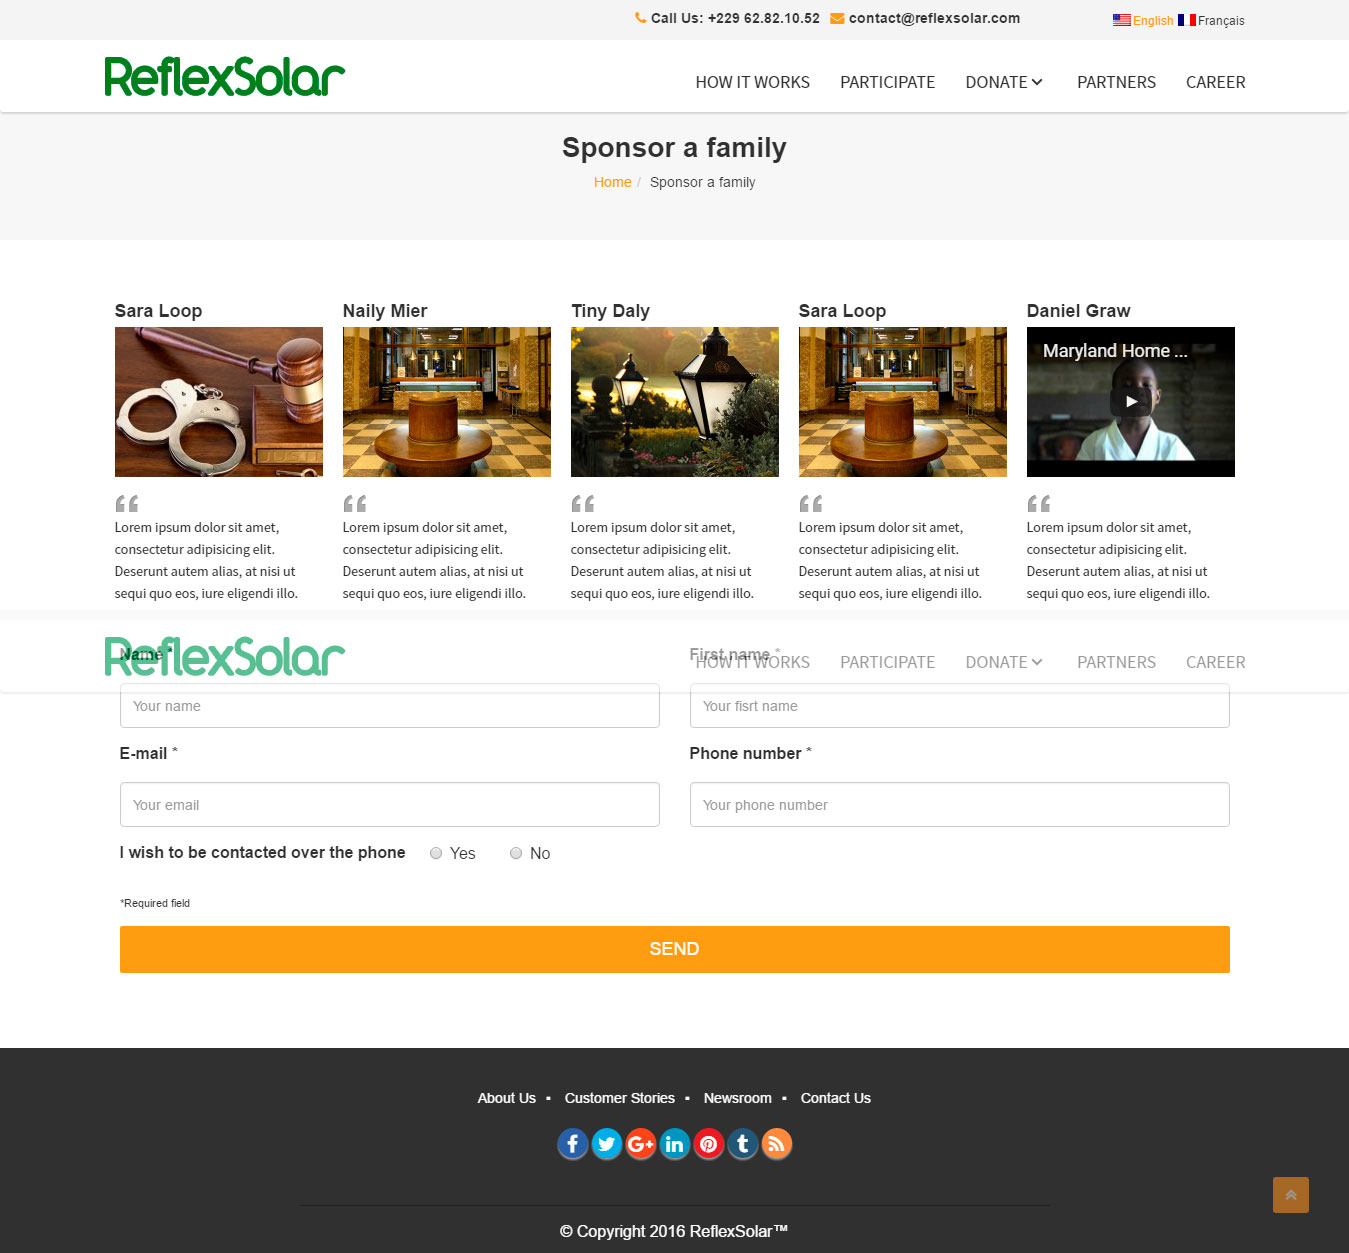 Call Us: +229 62.82.10.52 contact@reflexsolar.com English Français
ReflexSolar
HOW IT WORKS PARTICIPATE DONATE PARTNERS CAREER
Sponsor a family
Home / Sponsor a family
Sara Loop
Lorem ipsum dolor sit amet,
consectetur adipisicing elit.
Deserunt autem alias, at nisi ut
sequi quo eos, iure eligendi illo.
Naily Mier
Lorem ipsum dolor sit amet,
consectetur adipisicing elit.
Deserunt autem alias, at nisi ut
sequi quo eos, iure eligendi illo.
Tiny Daly
Lorem ipsum dolor sit amet,
consectetur adipisicing elit.
Deserunt autem alias, at nisi ut
sequi quo eos, iure eligendi illo.
Sara Loop
Lorem ipsum dolor sit amet,
consectetur adipisicing elit.
Deserunt autem alias, at nisi ut
sequi quo eos, iure eligendi illo.
Daniel Graw
Maryland Home ...
Lorem ipsum dolor sit amet,
consectetur adipisicing elit.
Deserunt autem alias, at nisi ut
sequi quo eos, iure eligendi illo.
ReflexSolar
HOW IT WORKS PARTICIPATE DONATE PARTNERS CAREER
Name *
First name *
Your name
Your fisrt name
E-mail *
Phone number *
Your email
Your phone number
I wish to be contacted over the phone Yes No
*Required field
SEND
About Us ▪ Customer Stories ▪ Newsroom ▪ Contact Us
© Copyright 2016 ReflexSolar™